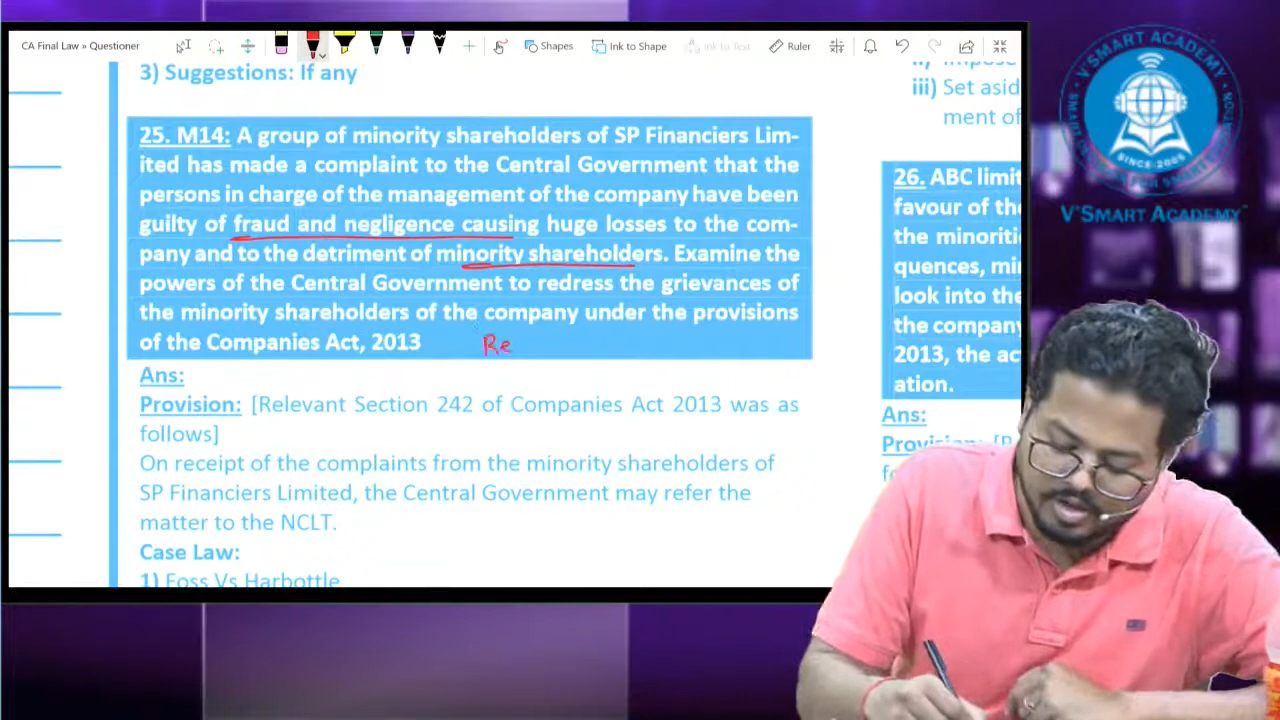 CA Final Law » Questioner
Shapes
Ink to Shape
Ink to Text
Ruler
3) Suggestions: If any
25. M14: A group of minority shareholders of SP Financiers Lim-
ited has made a complaint to the Central Government that the
persons in charge of the management of the company have been
guilty of fraud and negligence causing huge losses to the com-
pany and to the detriment of minority shareholders. Examine the
powers of the Central Government to redress the grievances of
the minority shareholders of the company under the provisions
of the Companies Act, 2013
Re
Ans:
Provision: [Relevant Section 242 of Companies Act 2013 was as
follows]
On receipt of the complaints from the minority shareholders of
SP Financiers Limited, the Central Government may refer the
matter to the NCLT.
Case Law:
1) Foss Vs Harbottle
iii) Set asid
ment of
26. ABC limit
favour of the
the minoriti
quences, min
look into the
the company
2013, the ac
ation.
Ans:
V'SMART ACADEMY
SINCE 2005
V'Smart Academy